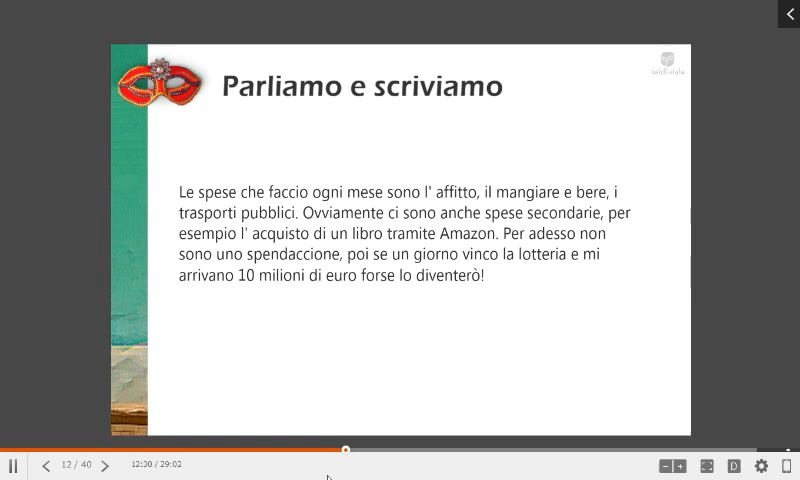 Parliamo e scriviamo
Le spese che faccio ogni mese sono l' affitto, il mangiare e bere, i
trasporti pubblici. Ovviamente ci sono anche spese secondarie, per
esempio l' acquisto di un libro tramite Amazon. Per adesso non
sono uno spendaccione, poi se un giorno vinco la lotteria e mi
arrivano 10 milioni di euro forse lo diventerò!
12 / 40
12:30 / 29:02
D